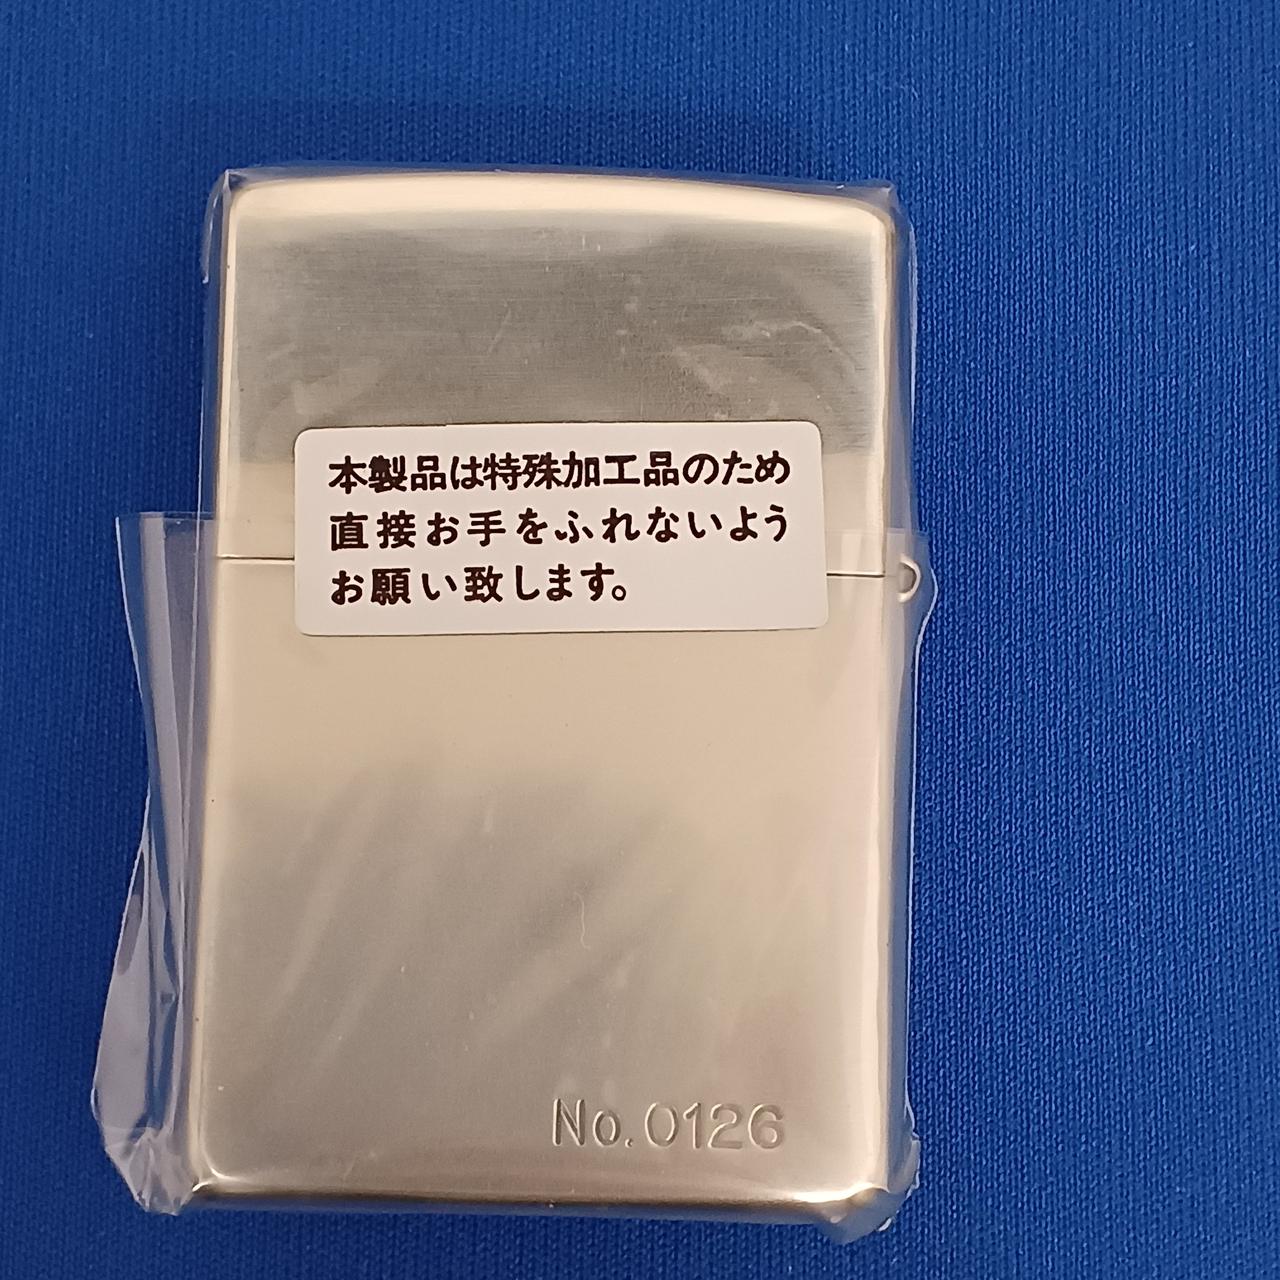 本製品は特殊加工品のため
直接お手をふれないよう
お願い致します。
No.0126